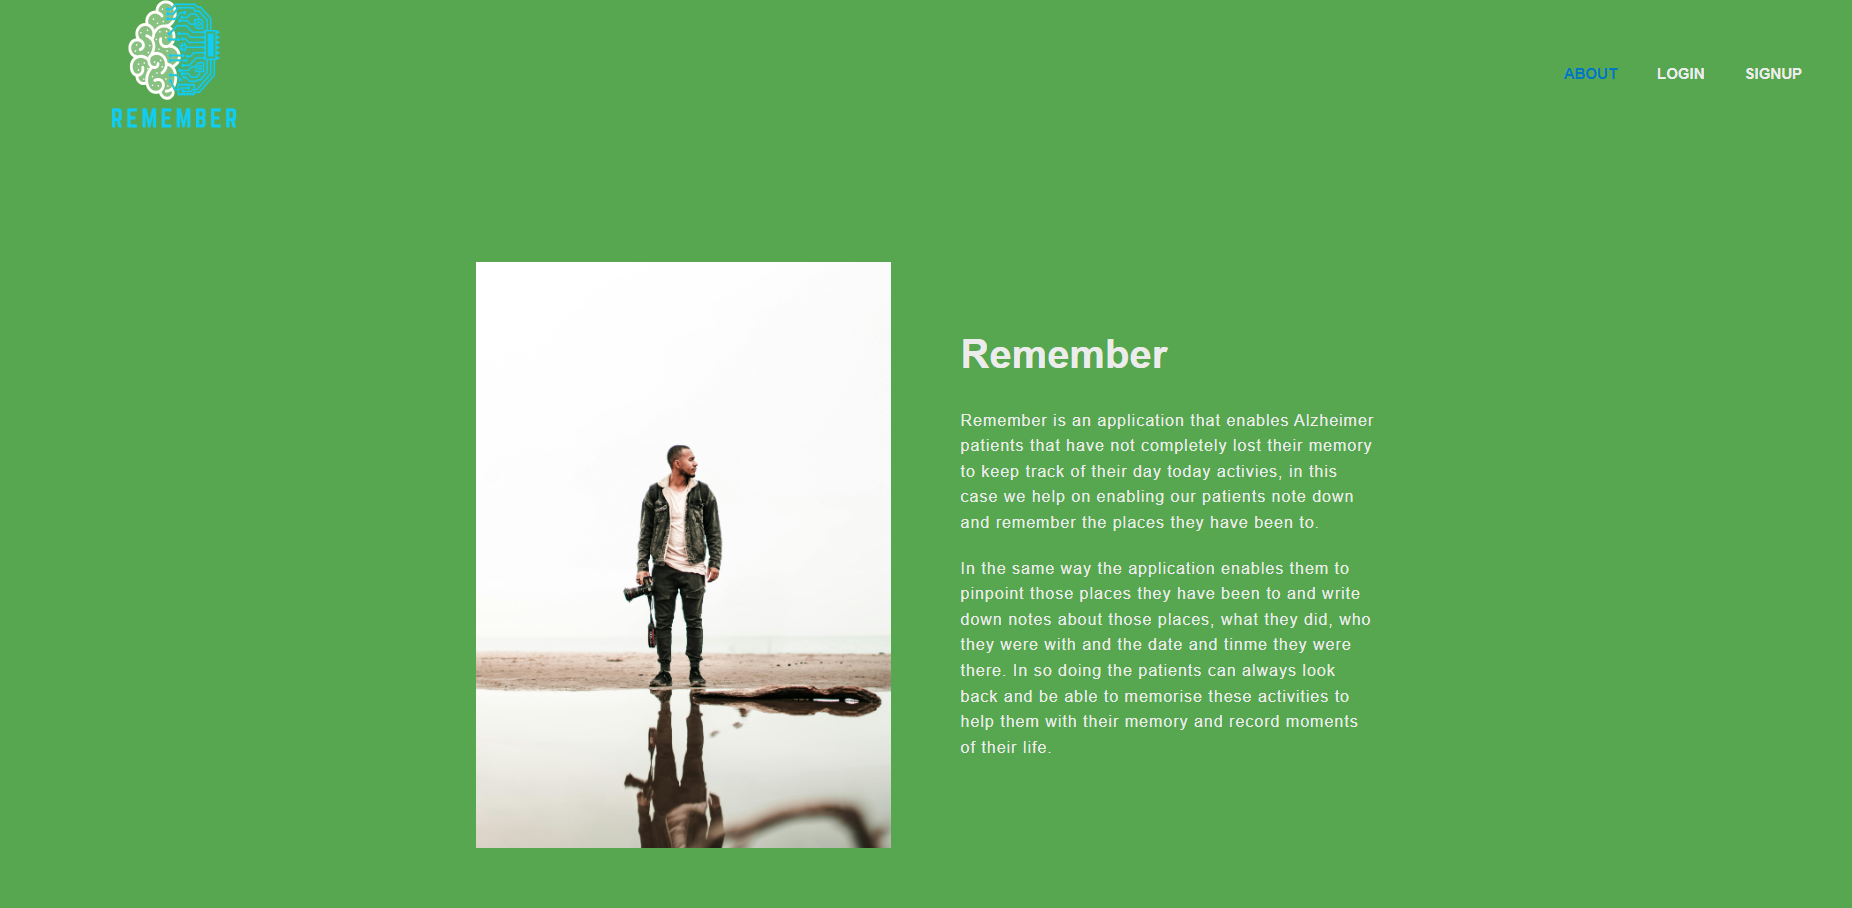 REMEMBER
ABOUT LOGIN SIGNUP
Remember
Remember is an application that enables Alzheimer
patients that have not completely lost their memory
to keep track of their day today activies, in this
case we help on enabling our patients note down
and remember the places they have been to.
In the same way the application enables them to
pinpoint those places they have been to and write
down notes about those places, what they did, who
they were with and the date and tinme they were
there. In so doing the patients can always look
back and be able to memorise these activities to
help them with their memory and record moments
of their life.